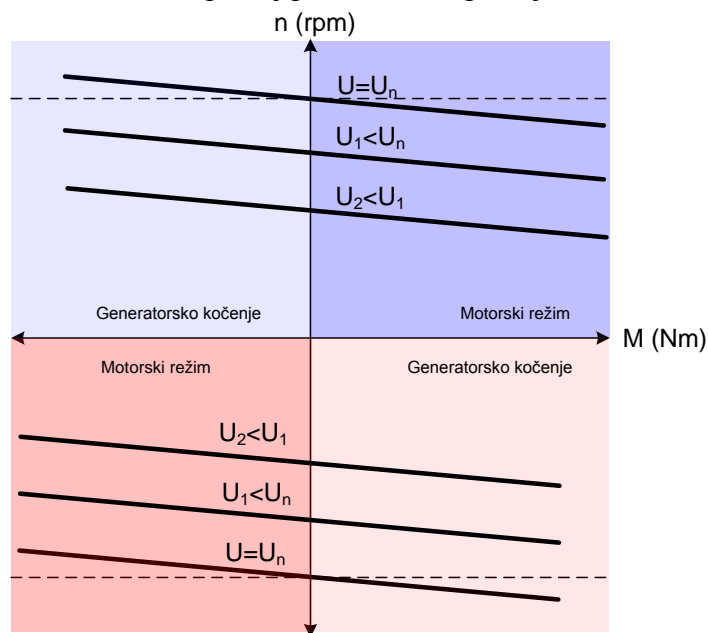 n (rpm)
U=Uₙ
U₁<Uₙ
U₂<U₁
Generatorsko kočenje
Motorski režim
M (Nm)
Motorski režim
Generatorsko kočenje
U₂<U₁
U₁<Uₙ
U=Uₙ